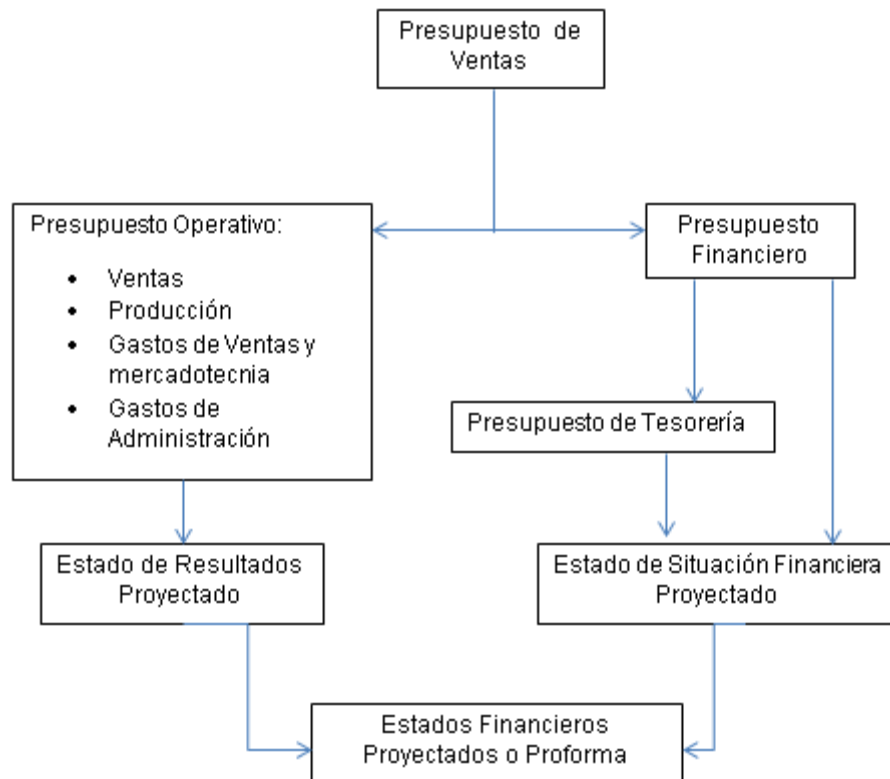 Presupuesto de
Ventas
Presupuesto Operativo:
• Ventas
• Producción
• Gastos de Ventas y
mercadotecnia
• Gastos de
Administración
Presupuesto
Financiero
Presupuesto de Tesorería
Estado de Resultados
Proyectado
Estado de Situación Financiera
Proyectado
Estados Financieros
Proyectados o Proforma